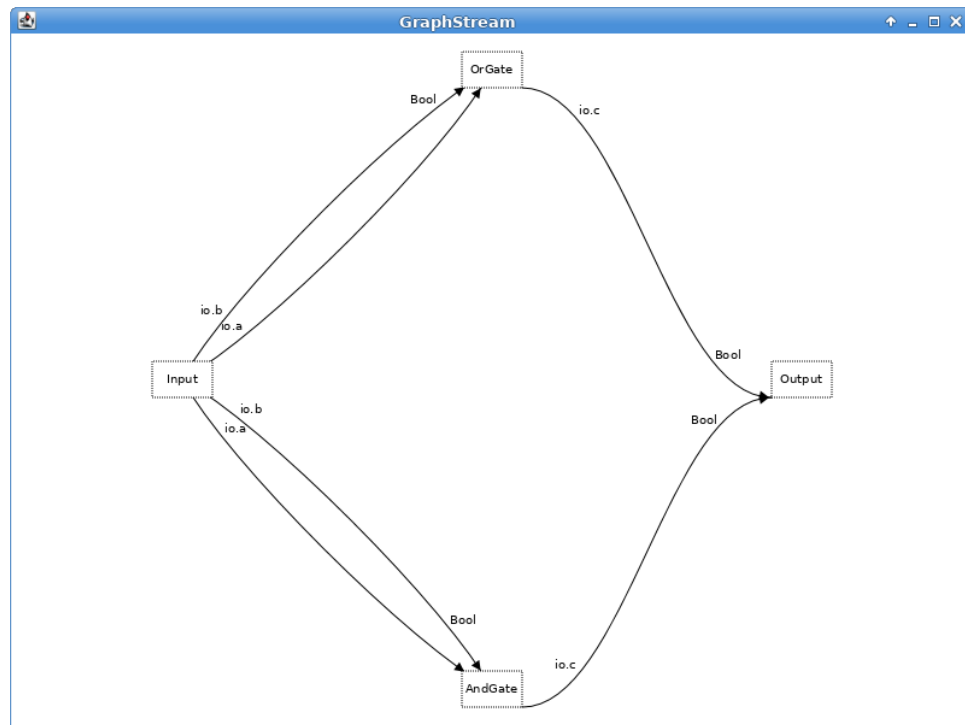 GraphStream
OrGate
Bool
io.c
io.b
io.a
Bool
Input
Output
io.b
Bool
io.a
Bool
io.c
AndGate